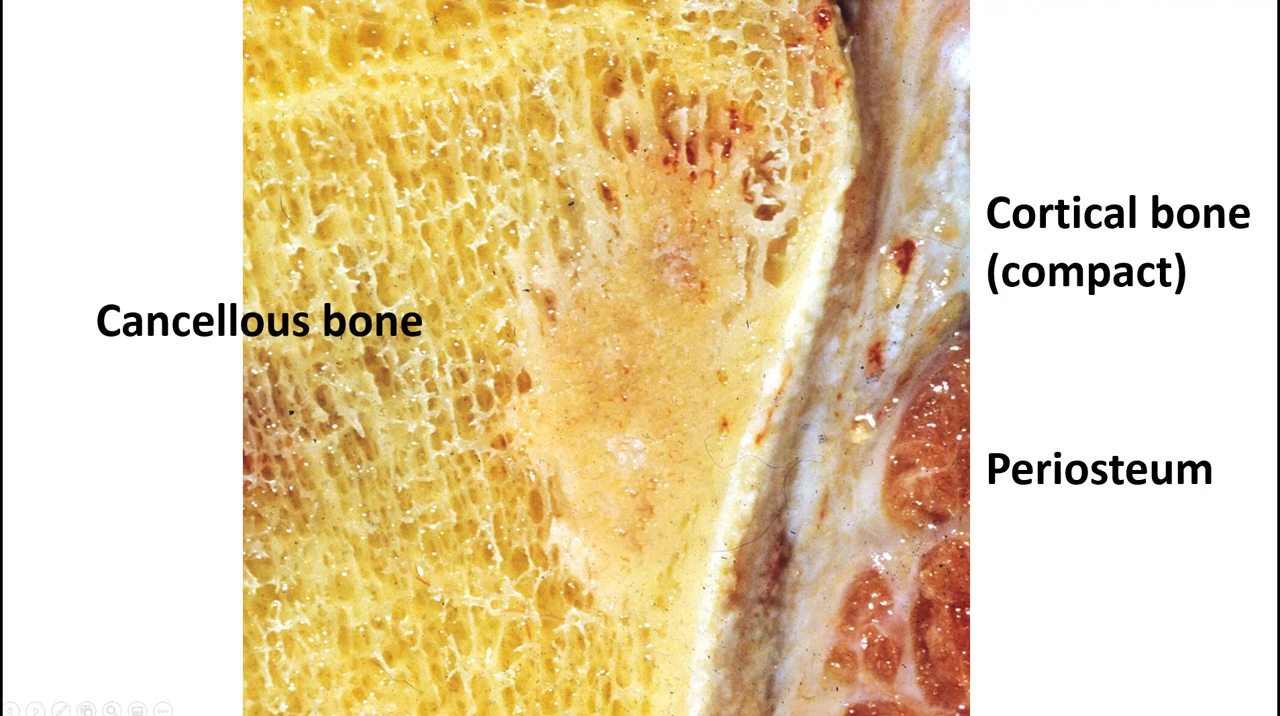 Cortical bone
(compact)
Cancellous bone
Periosteum